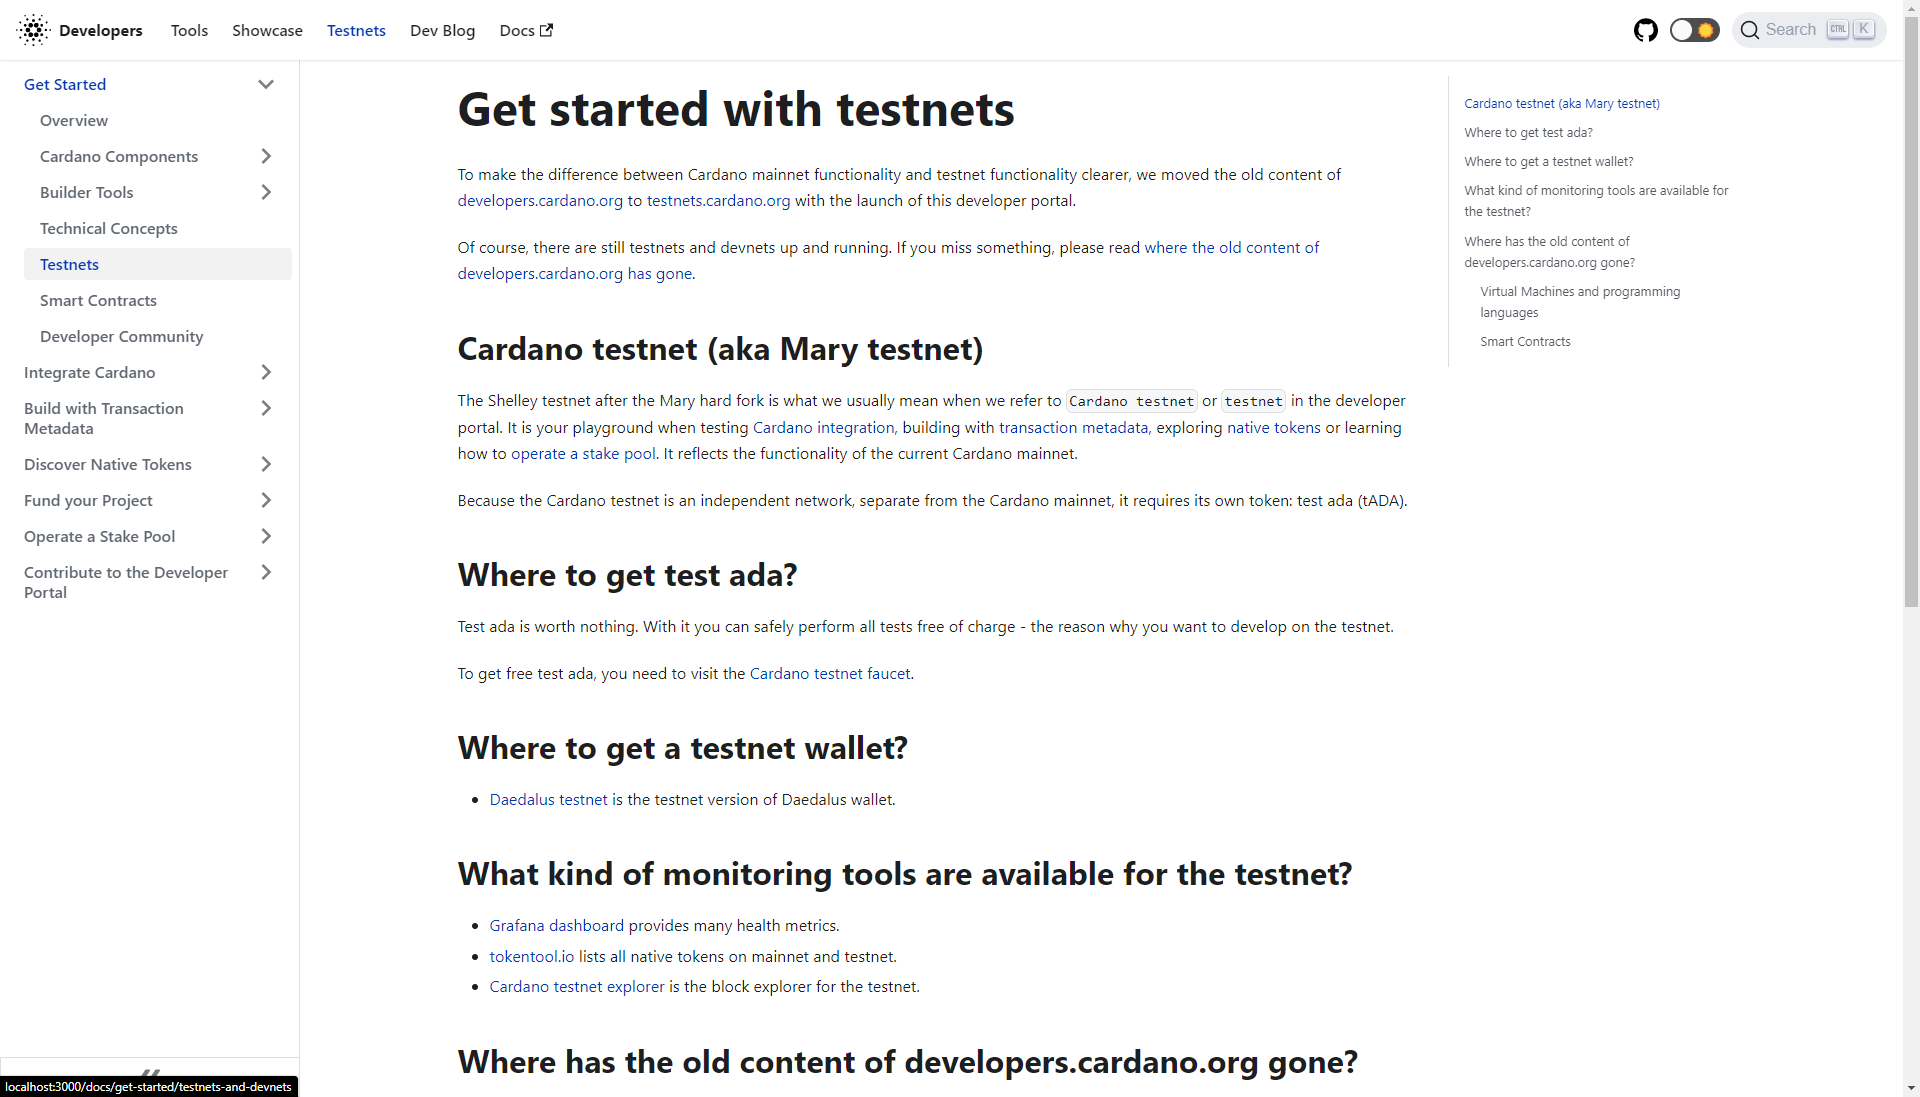 Developers Tools Showcase Testnets Dev Blog Docs Search CTRL K
Get Started
Overview
Cardano Components
Builder Tools
Technical Concepts
Testnets
Smart Contracts
Developer Community
Integrate Cardano
Build with Transaction
Metadata
Discover Native Tokens
Fund your Project
Operate a Stake Pool
Contribute to the Developer
Portal
Get started with testnets
To make the difference between Cardano mainnet functionality and testnet functionality clearer, we moved the old content of
developers.cardano.org to testnets.cardano.org with the launch of this developer portal.
Of course, there are still testnets and devnets up and running. If you miss something, please read where the old content of
developers.cardano.org has gone.
Cardano testnet (aka Mary testnet)
The Shelley testnet after the Mary hard fork is what we usually mean when we refer to Cardano testnet or testnet in the developer
portal. It is your playground when testing Cardano integration, building with transaction metadata, exploring native tokens or learning
how to operate a stake pool. It reflects the functionality of the current Cardano mainnet.
Because the Cardano testnet is an independent network, separate from the Cardano mainnet, it requires its own token: test ada (tADA).
Where to get test ada?
Test ada is worth nothing. With it you can safely perform all tests free of charge - the reason why you want to develop on the testnet.
To get free test ada, you need to visit the Cardano testnet faucet.
Where to get a testnet wallet?
Daedalus testnet is the testnet version of Daedalus wallet.
What kind of monitoring tools are available for the testnet?
Grafana dashboard provides many health metrics.
tokentool.io lists all native tokens on mainnet and testnet.
Cardano testnet explorer is the block explorer for the testnet.
Where has the old content of developers.cardano.org gone?
Cardano testnet (aka Mary testnet)
Where to get test ada?
Where to get a testnet wallet?
What kind of monitoring tools are available for
the testnet?
Where has the old content of
developers.cardano.org gone?
Virtual Machines and programming
languages
Smart Contracts
localhost:3000/docs/get-started/testnets-and-devnets